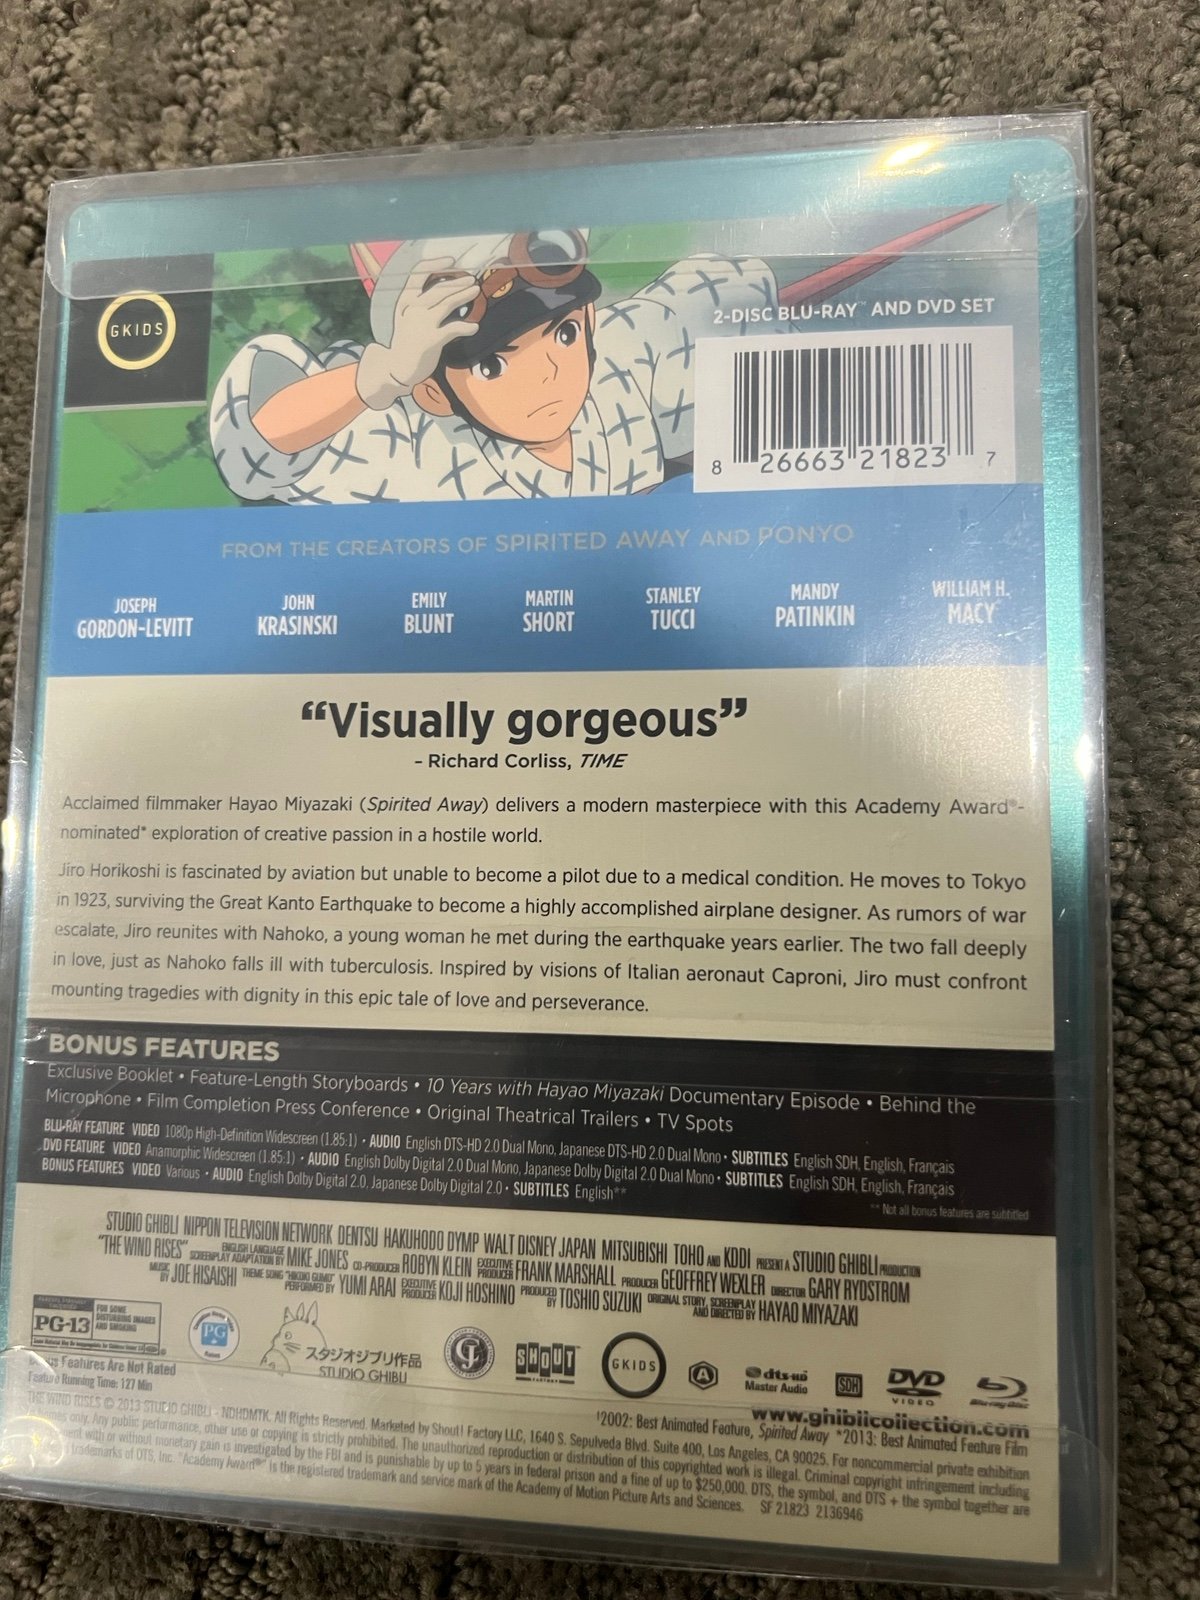 GKIDS
2-DISC BLU-RAY™ AND DVD SET
8 26663 21823 7
FROM THE CREATORS OF SPIRITED AWAY AND PONYO
JOSEPH GORDON-LEVITT
JOHN KRASINSKI
EMILY BLUNT
MARTIN SHORT
STANLEY TUCCI
MANDY PATINKIN
WILLIAM H. MACY
“Visually gorgeous”
– Richard Corliss, TIME
Acclaimed filmmaker Hayao Miyazaki (Spirited Away) delivers a modern masterpiece with this Academy Award®-
nominated* exploration of creative passion in a hostile world.
Jiro Horikoshi is fascinated by aviation but unable to become a pilot due to a medical condition. He moves to Tokyo
in 1923, surviving the Great Kanto Earthquake to become a highly accomplished airplane designer. As rumors of war
escalate, Jiro reunites with Nahoko, a young woman he met during the earthquake years earlier. The two fall deeply
in love, just as Nahoko falls ill with tuberculosis. Inspired by visions of Italian aeronaut Caproni, Jiro must confront
mounting tragedies with dignity in this epic tale of love and perseverance.
BONUS FEATURES
Exclusive Booklet • Feature-Length Storyboards • 10 Years with Hayao Miyazaki Documentary Episode • Behind the
Microphone • Film Completion Press Conference • Original Theatrical Trailers • TV Spots
BLU-RAY FEATURE VIDEO 1080p High-Definition Widescreen (1.85:1) • AUDIO English DTS-HD 2.0 Dual Mono, Japanese DTS-HD 2.0 Dual Mono • SUBTITLES English SDH, English, Français
DVD FEATURE VIDEO Anamorphic Widescreen (1.85:1) • AUDIO English Dolby Digital 2.0 Dual Mono, Japanese Dolby Digital 2.0 Dual Mono • SUBTITLES English SDH, English, Français
BONUS FEATURES VIDEO Various • AUDIO English Dolby Digital 2.0, Japanese Dolby Digital 2.0 • SUBTITLES English**
** Not all bonus features are subtitled
STUDIO GHIBLI NIPPON TELEVISION NETWORK DENTSU HAKUHODO DYMP WALT DISNEY JAPAN MITSUBISHI TOHO AND KDDI PRESENT A STUDIO GHIBLI PRODUCTION
"THE WIND RISES" ENGLISH LANGUAGE SCREENPLAY ADAPTATION BY MIKE JONES CO-PRODUCER ROBYN KLEIN EXECUTIVE PRODUCER FRANK MARSHALL PRODUCER GEOFFREY WEXLER DIRECTOR GARY RYDSTROM
MUSIC BY JOE HISAISHI THEME SONG "HIKOKI GUMO" PERFORMED BY YUMI ARAI EXECUTIVE PRODUCER KOJI HOSHINO PRODUCED BY TOSHIO SUZUKI ORIGINAL STORY, SCREENPLAY AND DIRECTED BY HAYAO MIYAZAKI
PG-13
FOR SOME DISTURBING IMAGES AND SMOKING
PG
スタジオジブリ作品
STUDIO GHIBLI
SHOUT! FACTORY
GKIDS
dts-HD Master Audio
SDH
DVD VIDEO
Blu-ray Disc
Bonus Features Are Not Rated
Feature Running Time: 127 Min
www.ghiblicollection.com
†2002: Best Animated Feature, Spirited Away *2013: Best Animated Feature Film
THE WIND RISES © 2013 STUDIO GHIBLI - NDHDMTK. All Rights Reserved. Marketed by Shout! Factory LLC, 1640 S. Sepulveda Blvd. Suite 400, Los Angeles, CA 90025. For noncommercial private exhibition
purposes only. Any public performance, other use or copying is strictly prohibited. The unauthorized reproduction or distribution of this copyrighted work is illegal. Criminal copyright infringement including
with or without monetary gain is investigated by the FBI and is punishable by up to 5 years in federal prison and a fine of up to $250,000. DTS, the symbol, and DTS + the symbol together are
trademarks of DTS, Inc. "Academy Award®" is the registered trademark and service mark of the Academy of Motion Picture Arts and Sciences. SF 21823 2136946